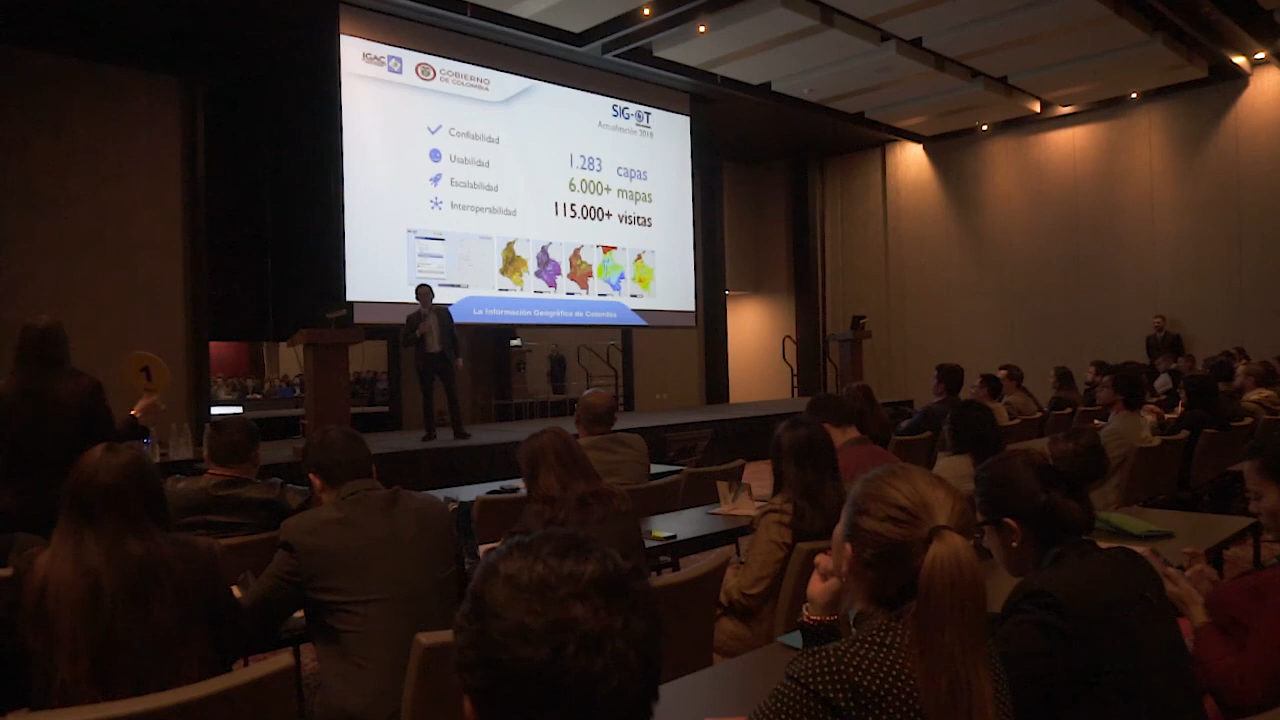 IGAC
GOBIERNO
DE COLOMBIA
SIG-OT
Actualización 2018
Confiabilidad
Usabilidad
Escalabilidad
Interoperabilidad
1.283 capas
6.000+ mapas
115.000+ visitas
La Información Geográfica de Colombia
1